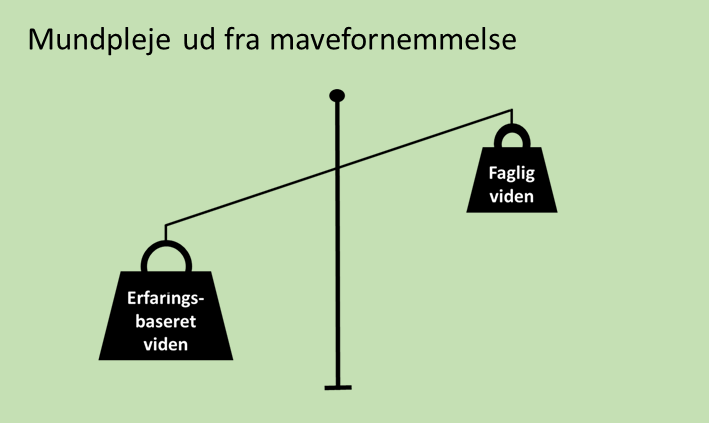 Mundpleje ud fra mavefornemmelse
Faglig
viden
Erfarings-
baseret
viden